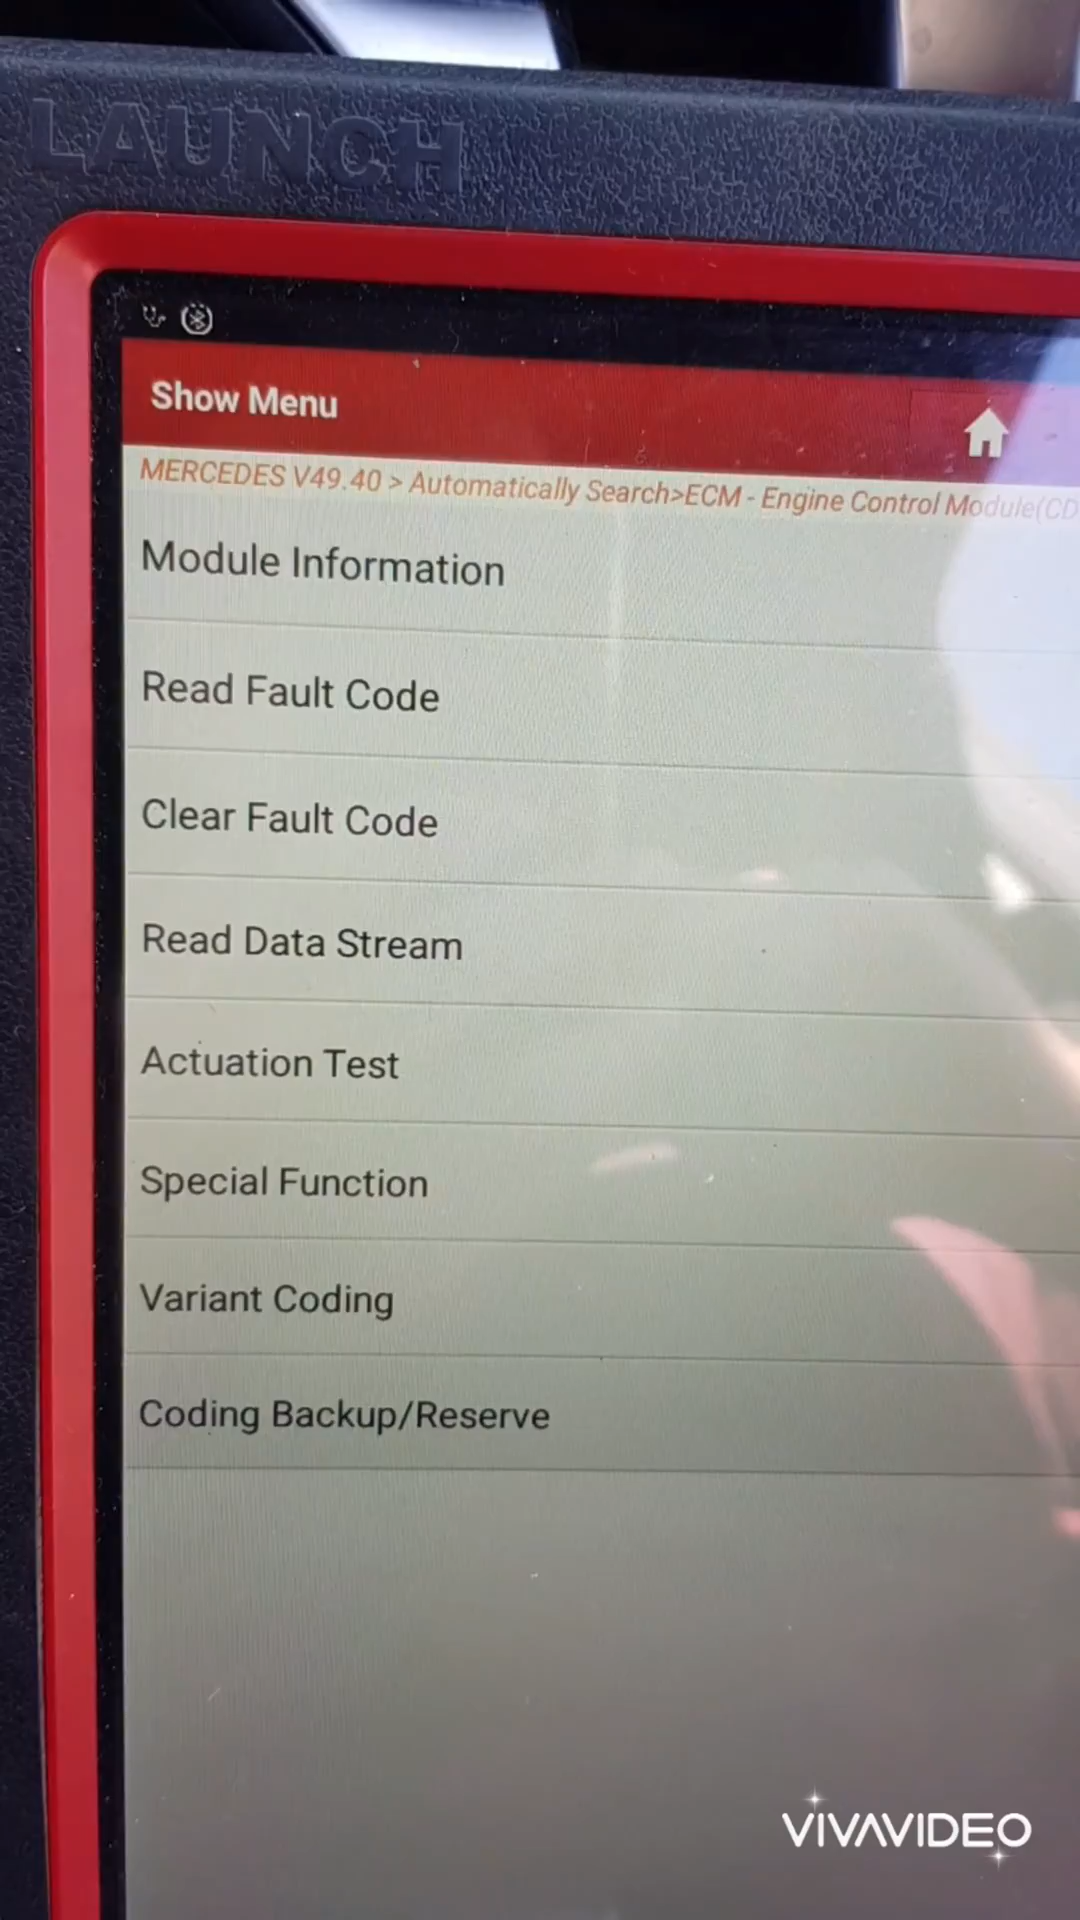 LAUNCH
Show Menu
MERCEDES V49.40 > Automatically Search>ECM - Engine Control Module(CD
Module Information
Read Fault Code
Clear Fault Code
Read Data Stream
Actuation Test
Special Function
Variant Coding
Coding Backup/Reserve
VIVAVIDEO